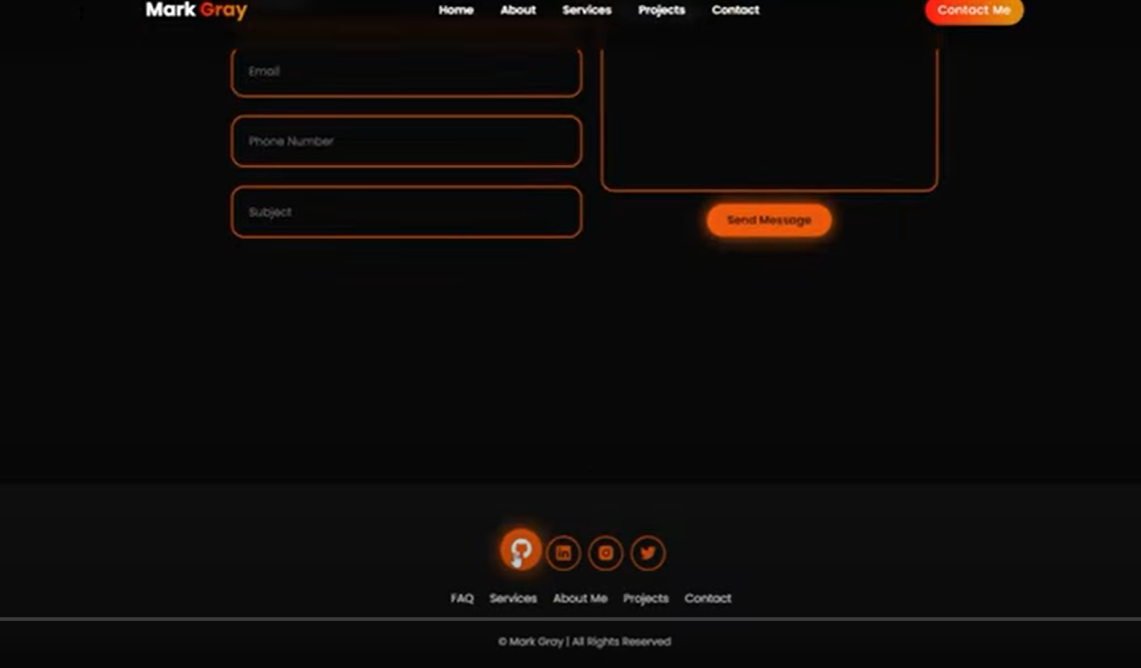 Mark Gray
Home About Services Projects Contact
Contact Me
Email
Phone Number
Subject
Send Message
FAQ Services About Me Projects Contact
© Mark Gray | All Rights Reserved